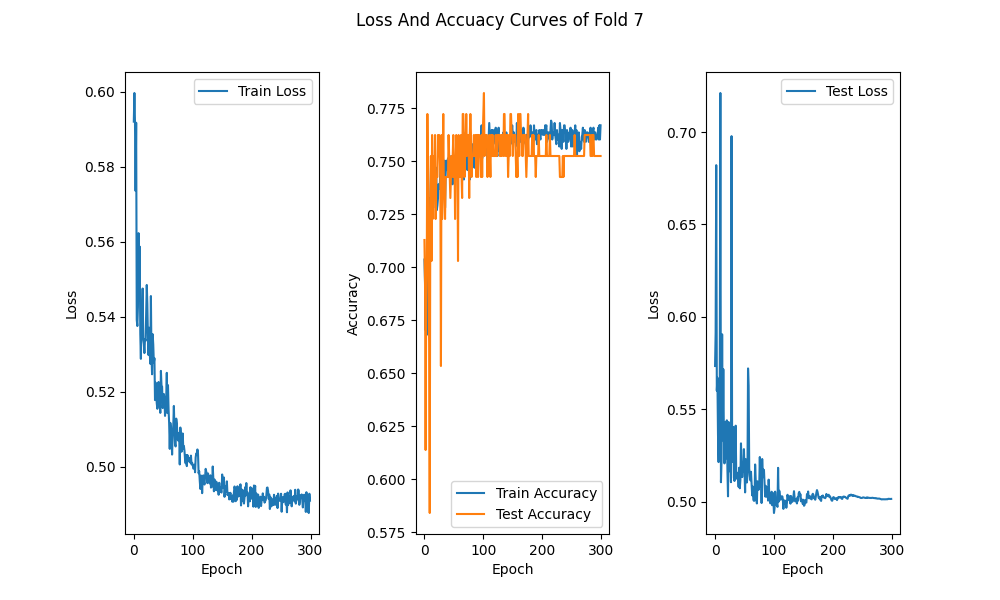 Loss And Accuacy Curves of Fold 7
0.60
0.58
0.56
0.54
0.52
0.50
Loss
0
100
200
300
Epoch
Train Loss
0.775
0.750
0.725
0.700
0.675
0.650
0.625
0.600
0.575
Accuracy
0
100
200
300
Epoch
Train Accuracy
Test Accuracy
0.70
0.65
0.60
0.55
0.50
Loss
0
100
200
300
Epoch
Test Loss